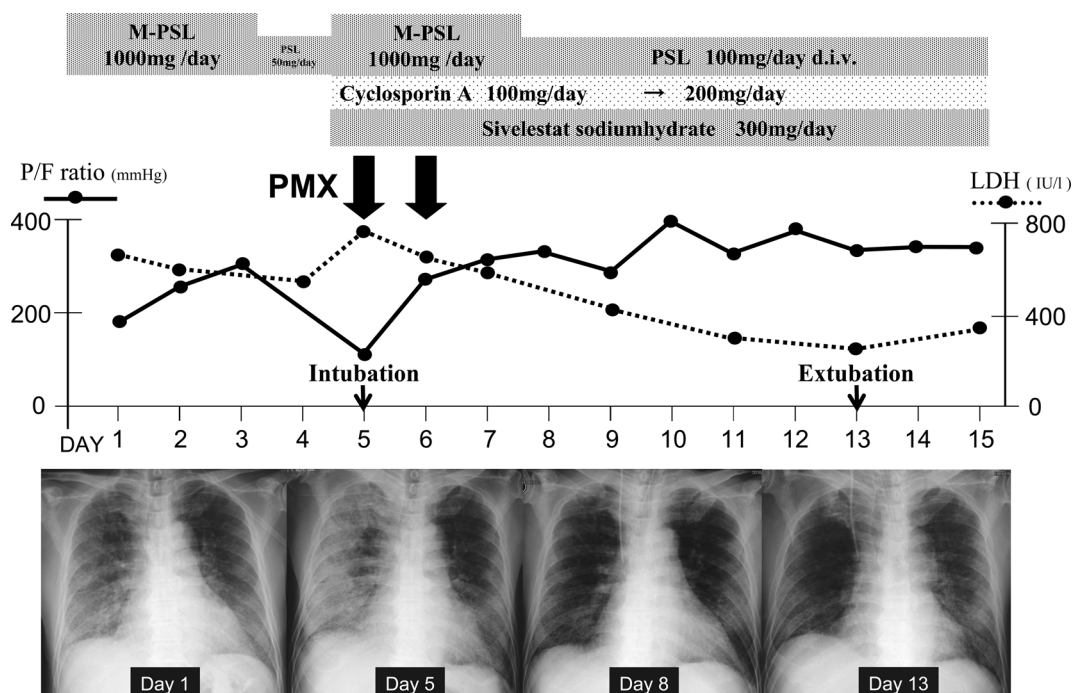 M-PSL
1000mg /day
PSL
50mg/day
M-PSL
1000mg /day
PSL 100mg/day d.i.v.
Cyclosporin A 100mg/day → 200mg/day
Sivelestat sodiumhydrate 300mg/day
P/F ratio (mmHg)
PMX
LDH ( IU/l )
400
800
200
400
Intubation
Extubation
0
0
DAY 1 2 3 4 5 6 7 8 9 10 11 12 13 14 15
Day 1
Day 5
Day 8
Day 13